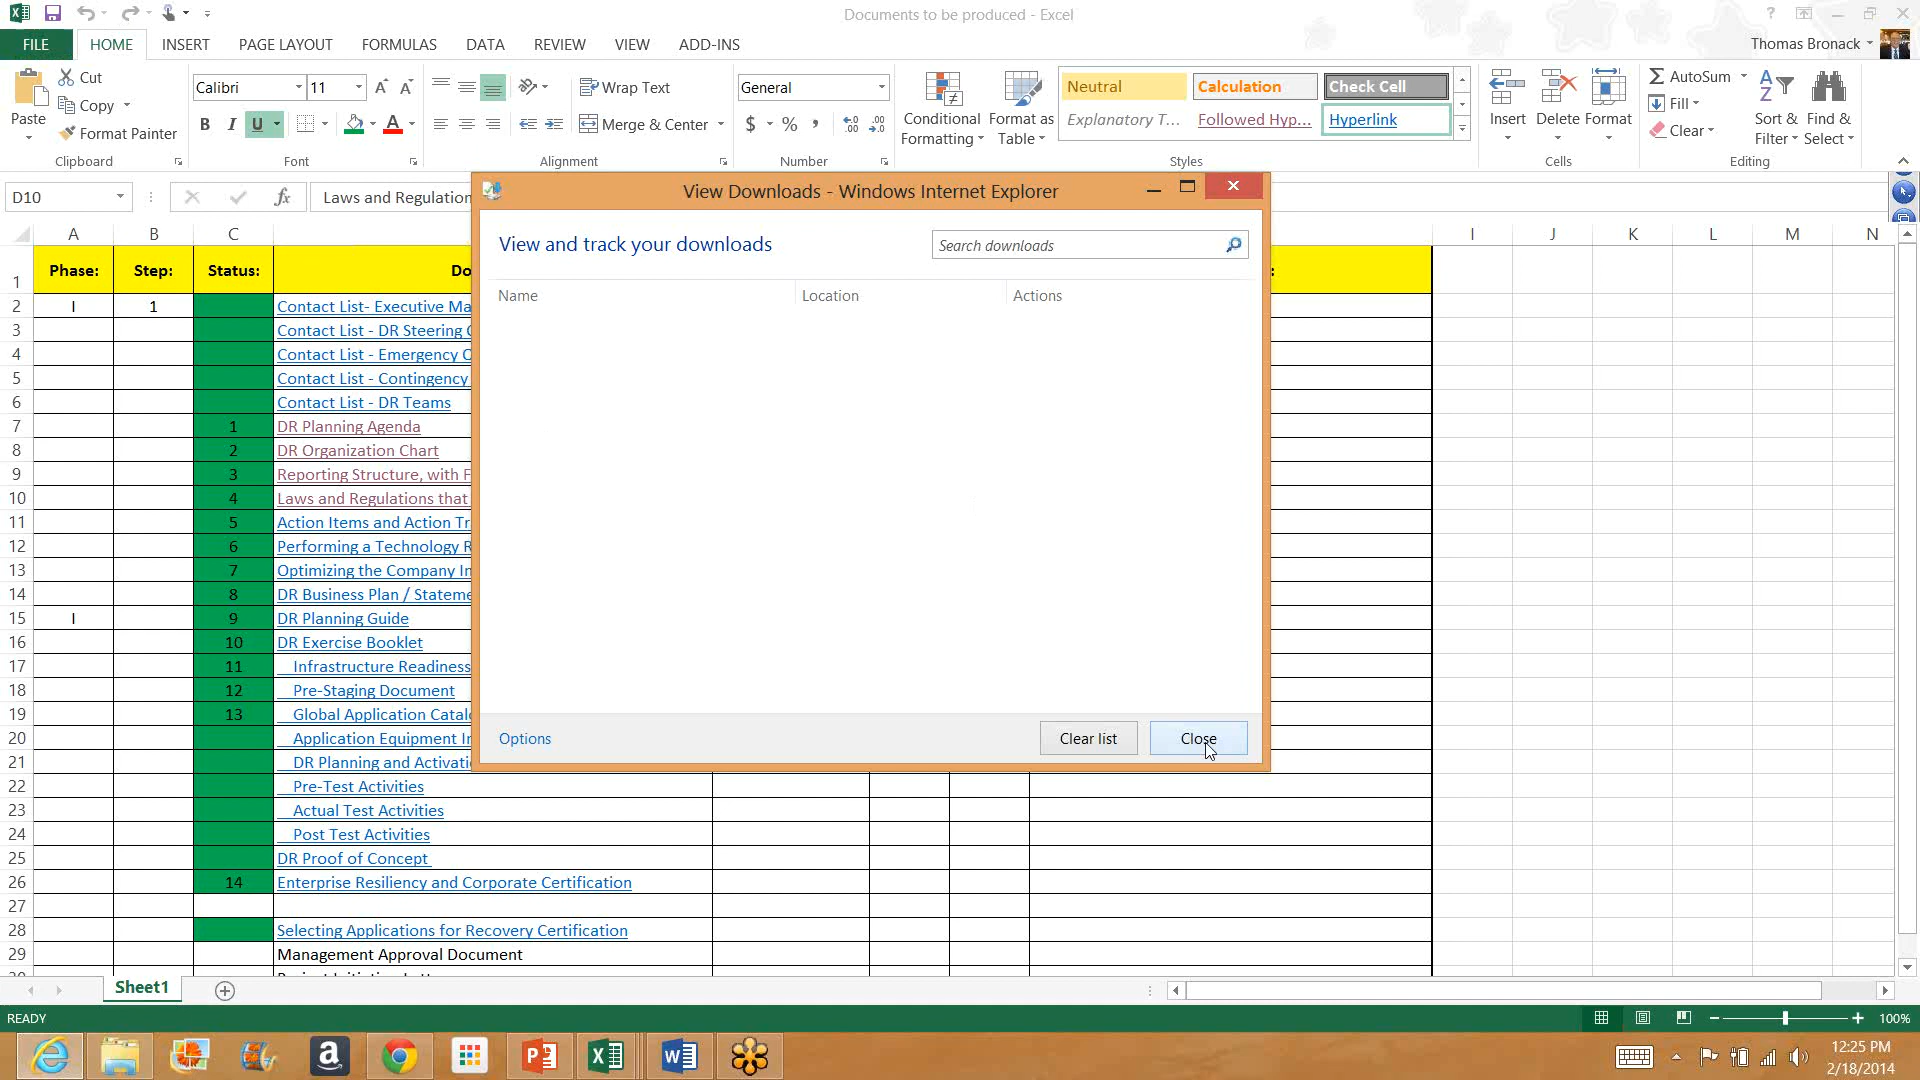 Documents to be produced - Excel
FILE HOME INSERT PAGE LAYOUT FORMULAS DATA REVIEW VIEW ADD-INS
Thomas Bronack
Paste
Cut
Copy
Format Painter
Clipboard
Calibri 11
B I U A
Font
Wrap Text
Merge & Center
Alignment
General
$ % ,
Number
Conditional Formatting
Format as Table
Neutral Calculation Check Cell
Explanatory T... Followed Hyp... Hyperlink
Styles
Insert Delete Format
Cells
AutoSum
Fill
Clear
Sort & Filter
Find & Select
Editing
D10
fx
Laws and Regulation
A B C I J K L M N
1 Phase: Step: Status: Do :
2 I 1 Contact List- Executive Ma
3 Contact List - DR Steering
4 Contact List - Emergency
5 Contact List - Contingency
6 Contact List - DR Teams
7 1 DR Planning Agenda
8 2 DR Organization Chart
9 3 Reporting Structure, with F
10 4 Laws and Regulations that
11 5 Action Items and Action Tr
12 6 Performing a Technology R
13 7 Optimizing the Company In
14 8 DR Business Plan / Stateme
15 I 9 DR Planning Guide
16 10 DR Exercise Booklet
17 11 Infrastructure Readiness
18 12 Pre-Staging Document
19 13 Global Application Catal
20 Application Equipment
21 DR Planning and Activati
22 Pre-Test Activities
23 Actual Test Activities
24 Post Test Activities
25 DR Proof of Concept
26 14 Enterprise Resiliency and Corporate Certification
27
28 Selecting Applications for Recovery Certification
29 Management Approval Document
View Downloads - Windows Internet Explorer
View and track your downloads
Search downloads
Name Location Actions
Options
Clear list
Close
Sheet1
READY
100%
12:25 PM
2/18/2014